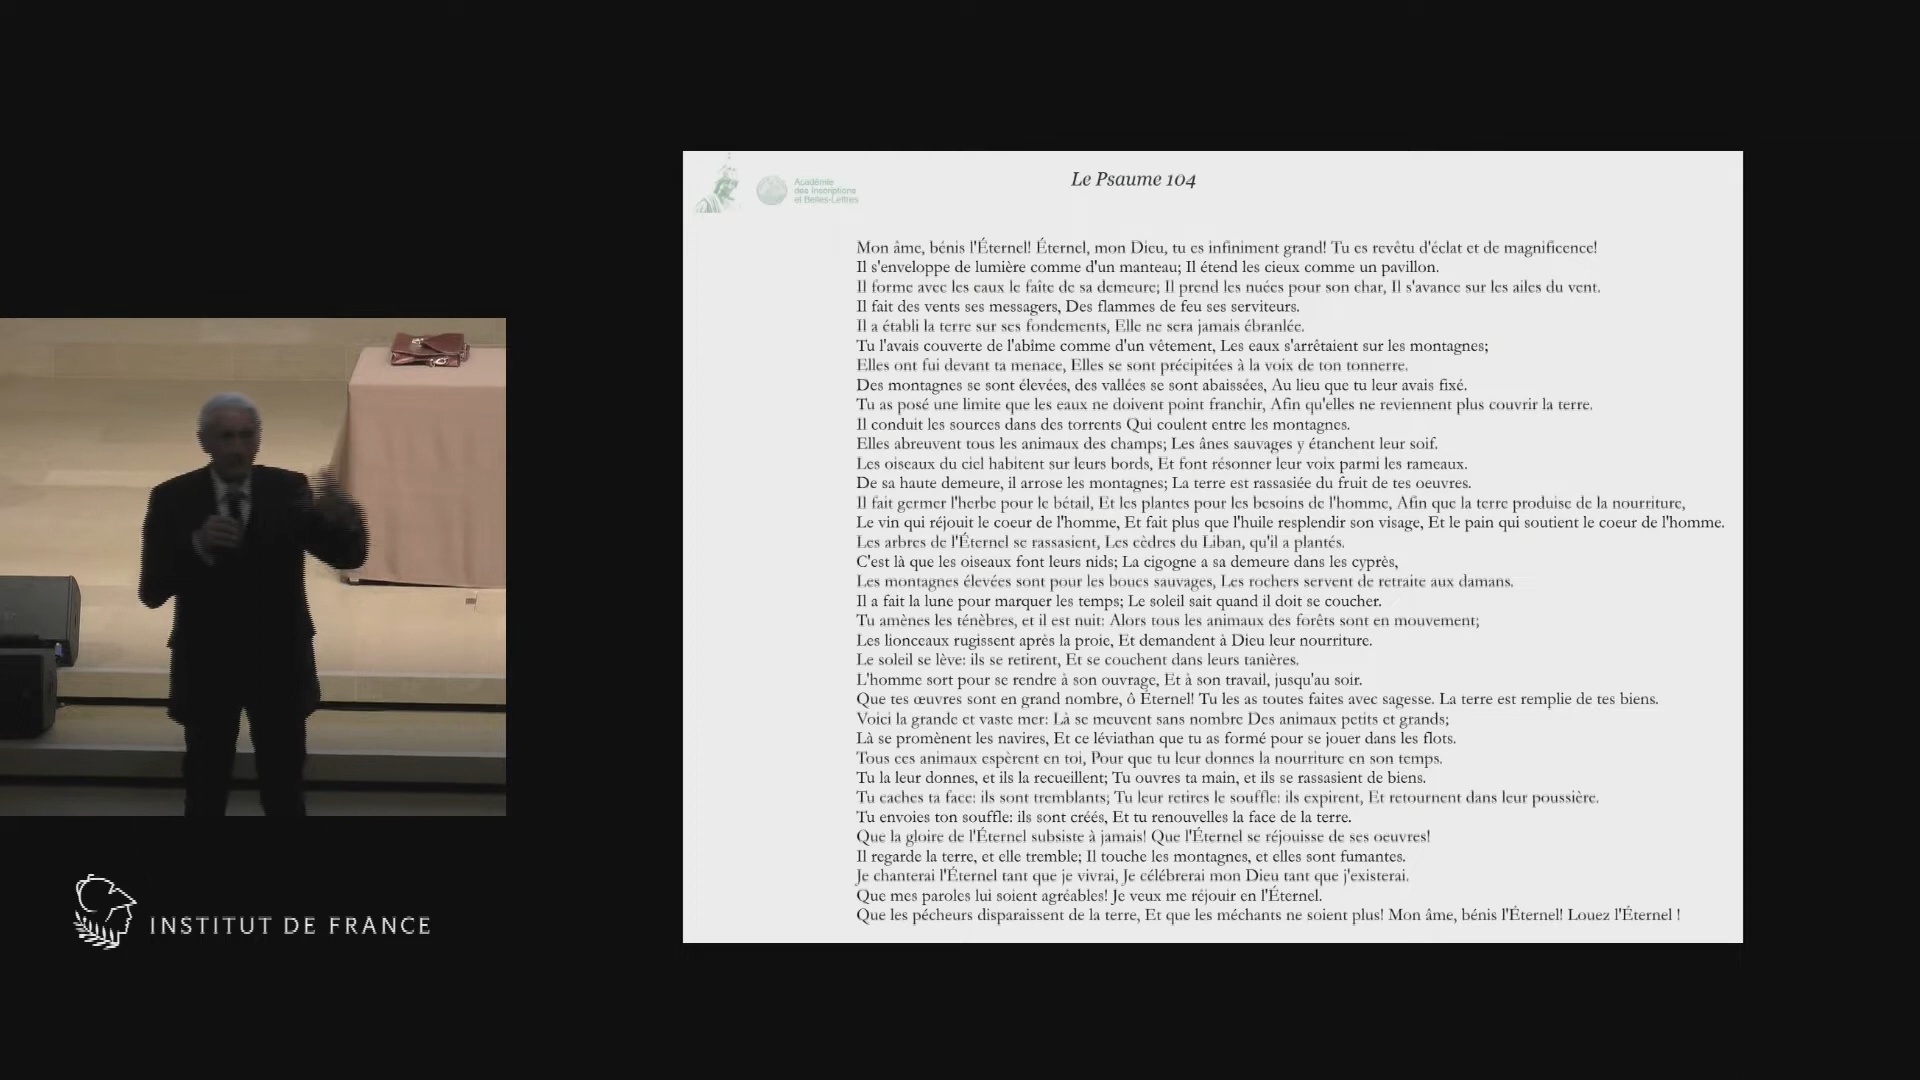 Académie
des Inscriptions
et Belles-Lettres
Le Psaume 104
Mon âme, bénis l'Éternel! Éternel, mon Dieu, tu es infiniment grand! Tu es revêtu d'éclat et de magnificence!
Il s'enveloppe de lumière comme d'un manteau; Il étend les cieux comme un pavillon.
Il forme avec les eaux le faîte de sa demeure; Il prend les nuées pour son char, Il s'avance sur les ailes du vent.
Il fait des vents ses messagers, Des flammes de feu ses serviteurs.
Il a établi la terre sur ses fondements, Elle ne sera jamais ébranlée.
Tu l'avais couverte de l'abîme comme d'un vêtement, Les eaux s'arrêtaient sur les montagnes;
Elles ont fui devant ta menace, Elles se sont précipitées à la voix de ton tonnerre.
Des montagnes se sont élevées, des vallées se sont abaissées, Au lieu que tu leur avais fixé.
Tu as posé une limite que les eaux ne doivent point franchir, Afin qu'elles ne reviennent plus couvrir la terre.
Il conduit les sources dans des torrents Qui coulent entre les montagnes.
Elles abreuvent tous les animaux des champs; Les ânes sauvages y étanchent leur soif.
Les oiseaux du ciel habitent sur leurs bords, Et font résonner leur voix parmi les rameaux.
De sa haute demeure, il arrose les montagnes; La terre est rassasiée du fruit de tes oeuvres.
Il fait germer l'herbe pour le bétail, Et les plantes pour les besoins de l'homme, Afin que la terre produise de la nourriture,
Le vin qui réjouit le coeur de l'homme, Et fait plus que l'huile resplendir son visage, Et le pain qui soutient le coeur de l'homme.
Les arbres de l'Éternel se rassasient, Les cèdres du Liban, qu'il a plantés.
C'est là que les oiseaux font leurs nids; La cigogne a sa demeure dans les cyprès,
Les montagnes élevées sont pour les boucs sauvages, Les rochers servent de retraite aux damans.
Il a fait la lune pour marquer les temps; Le soleil sait quand il doit se coucher.
Tu amènes les ténèbres, et il est nuit: Alors tous les animaux des forêts sont en mouvement;
Les lionceaux rugissent après la proie, Et demandent à Dieu leur nourriture.
Le soleil se lève: ils se retirent, Et se couchent dans leurs tanières.
L'homme sort pour se rendre à son ouvrage, Et à son travail, jusqu'au soir.
Que tes œuvres sont en grand nombre, ô Éternel! Tu les as toutes faites avec sagesse. La terre est remplie de tes biens.
Voici la grande et vaste mer: Là se meuvent sans nombre Des animaux petits et grands;
Là se promènent les navires, Et ce léviathan que tu as formé pour se jouer dans les flots.
Tous ces animaux espèrent en toi, Pour que tu leur donnes la nourriture en son temps.
Tu la leur donnes, et ils la recueillent; Tu ouvres ta main, et ils se rassasient de biens.
Tu caches ta face: ils sont tremblants; Tu leur retires le souffle: ils expirent, Et retournent dans leur poussière.
Tu envoies ton souffle: ils sont créés, Et tu renouvelles la face de la terre.
Que la gloire de l'Éternel subsiste à jamais! Que l'Éternel se réjouisse de ses oeuvres!
Il regarde la terre, et elle tremble; Il touche les montagnes, et elles sont fumantes.
Je chanterai l'Éternel tant que je vivrai, Je célébrerai mon Dieu tant que j'existerai.
Que mes paroles lui soient agréables! Je veux me réjouir en l'Éternel.
Que les pécheurs disparaissent de la terre, Et que les méchants ne soient plus! Mon âme, bénis l'Éternel! Louez l'Éternel !
INSTITUT DE FRANCE